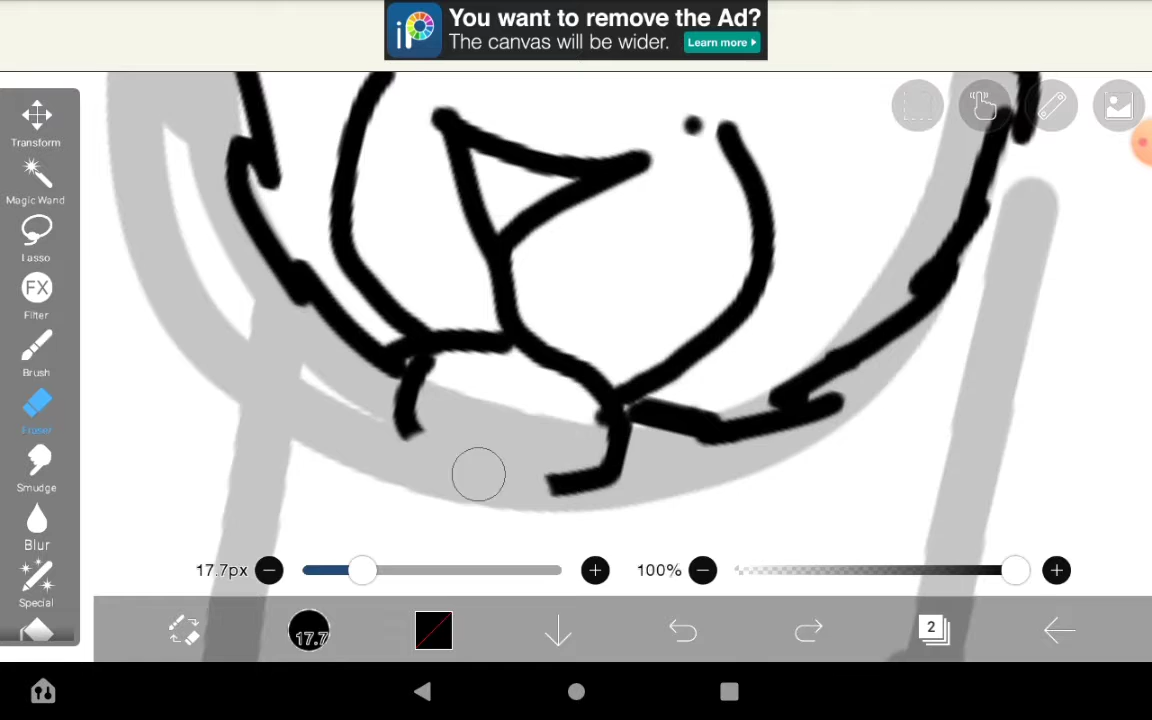 You want to remove the Ad?
The canvas will be wider.
Learn more
iP
Transform
Magic Wand
Lasso
FX
Filter
Brush
Eraser
Smudge
Blur
Special
17.7px
100%
17.7
2